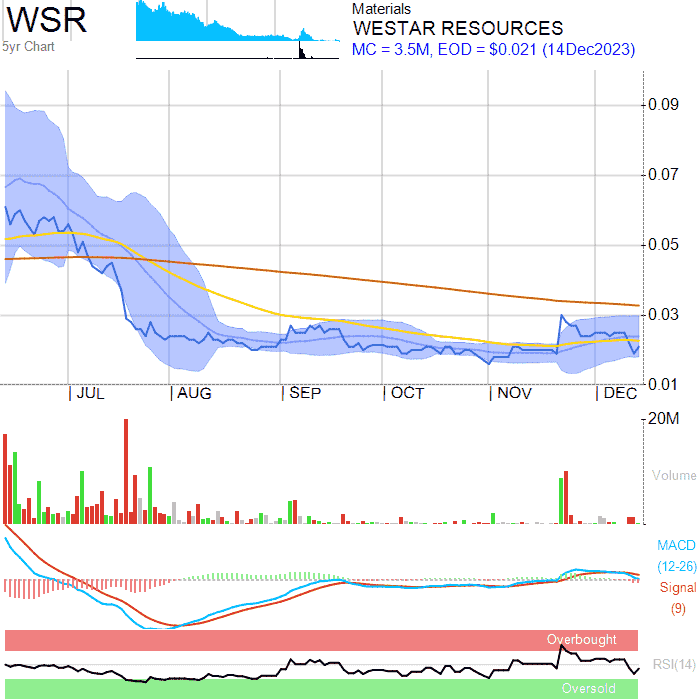 WSR
5yr Chart
Materials
WESTAR RESOURCES
MC = 3.5M, EOD = $0.021 (14Dec2023)
0.09
0.07
0.05
0.03
0.01
JUL AUG SEP OCT NOV DEC
20M
Volume
MACD
(12-26)
Signal
(9)
Overbought
RSI(14)
Oversold